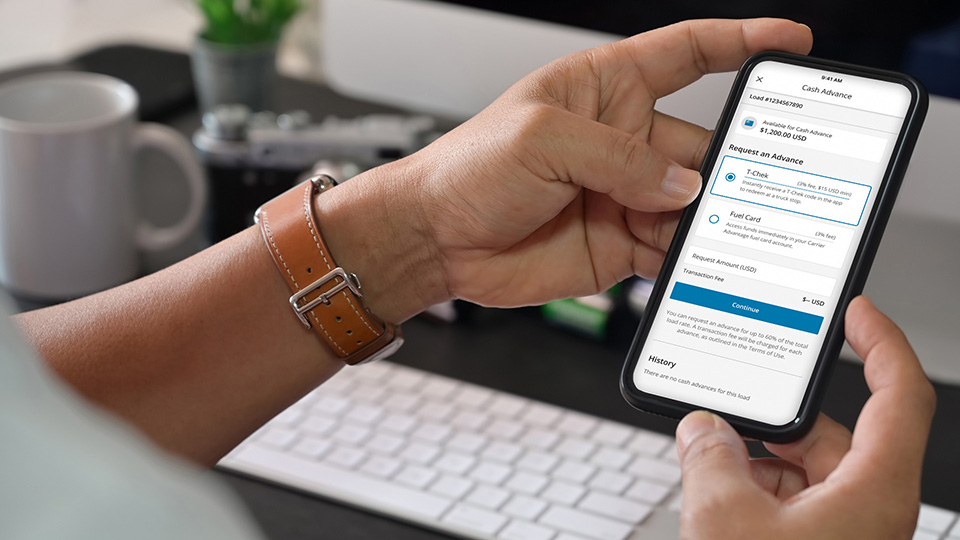 9:41 AM
Cash Advance
Load #1234567890
Available for Cash Advance
$1,200.00 USD
Request an Advance
T-Chek
(3% fee, $15 USD min)
Instantly receive a T-Chek code in the app
to redeem at a truck stop.
Fuel Card
(3% fee)
Access funds immediately in your Carrier
Advantage fuel card account.
Request Amount (USD)
Transaction Fee
$-- USD
Continue
You can request an advance for up to 60% of the total
load rate. A transaction fee will be charged for each
advance, as outlined in the Terms of Use.
History
There are no cash advances for this load